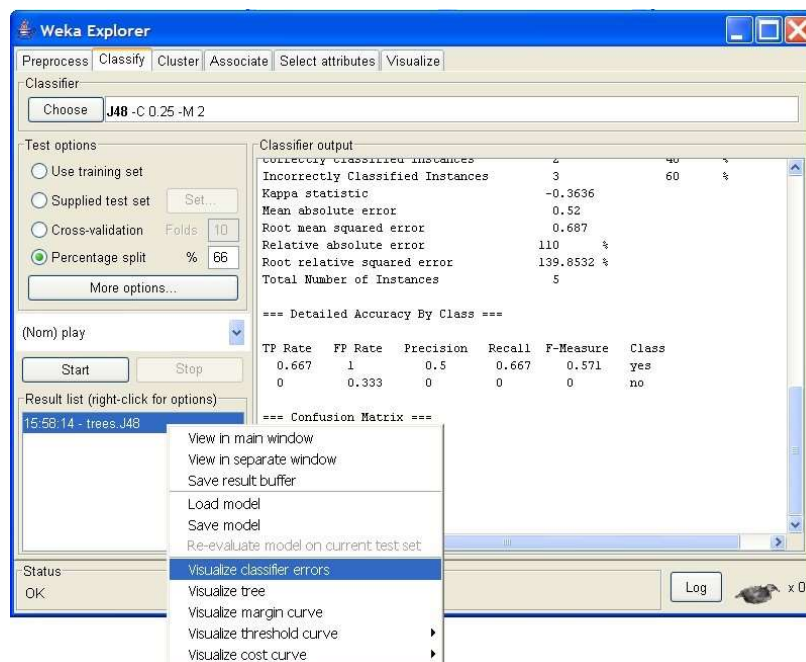 Weka Explorer
Preprocess Classify Cluster Associate Select attributes Visualize
Classifier
Choose J48 -C 0.25 -M 2
Test options
Use training set
Supplied test set Set...
Cross-validation Folds 10
Percentage split % 66
More options...
(Nom) play
Start Stop
Result list (right-click for options)
15:58:14 - trees.J48
Classifier output
Correctly Classified Instances 2 40 %
Incorrectly Classified Instances 3 60 %
Kappa statistic -0.3636
Mean absolute error 0.52
Root mean squared error 0.687
Relative absolute error 110 %
Root relative squared error 139.8532 %
Total Number of Instances 5
=== Detailed Accuracy By Class ===
TP Rate FP Rate Precision Recall F-Measure Class
0.667 1 0.5 0.667 0.571 yes
0 0.333 0 0 0 no
=== Confusion Matrix ===
View in main window
View in separate window
Save result buffer
Load model
Save model
Re-evaluate model on current test set
Visualize classifier errors
Visualize tree
Visualize margin curve
Visualize threshold curve
Visualize cost curve
Status
OK
Log
x 0